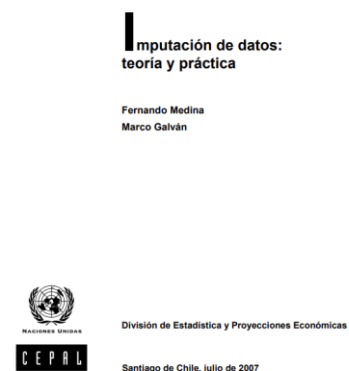 Imputación de datos:
teoría y práctica
Fernando Medina
Marco Galván
NACIONES UNIDAS
CEPAL
División de Estadística y Proyecciones Económicas
Santiago de Chile, julio de 2007